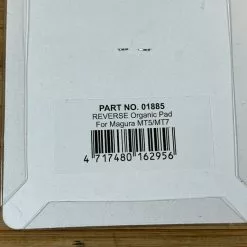 PART NO. 01885
REVERSE Organic Pad
For Magura MT5/MT7
4 717480 162956